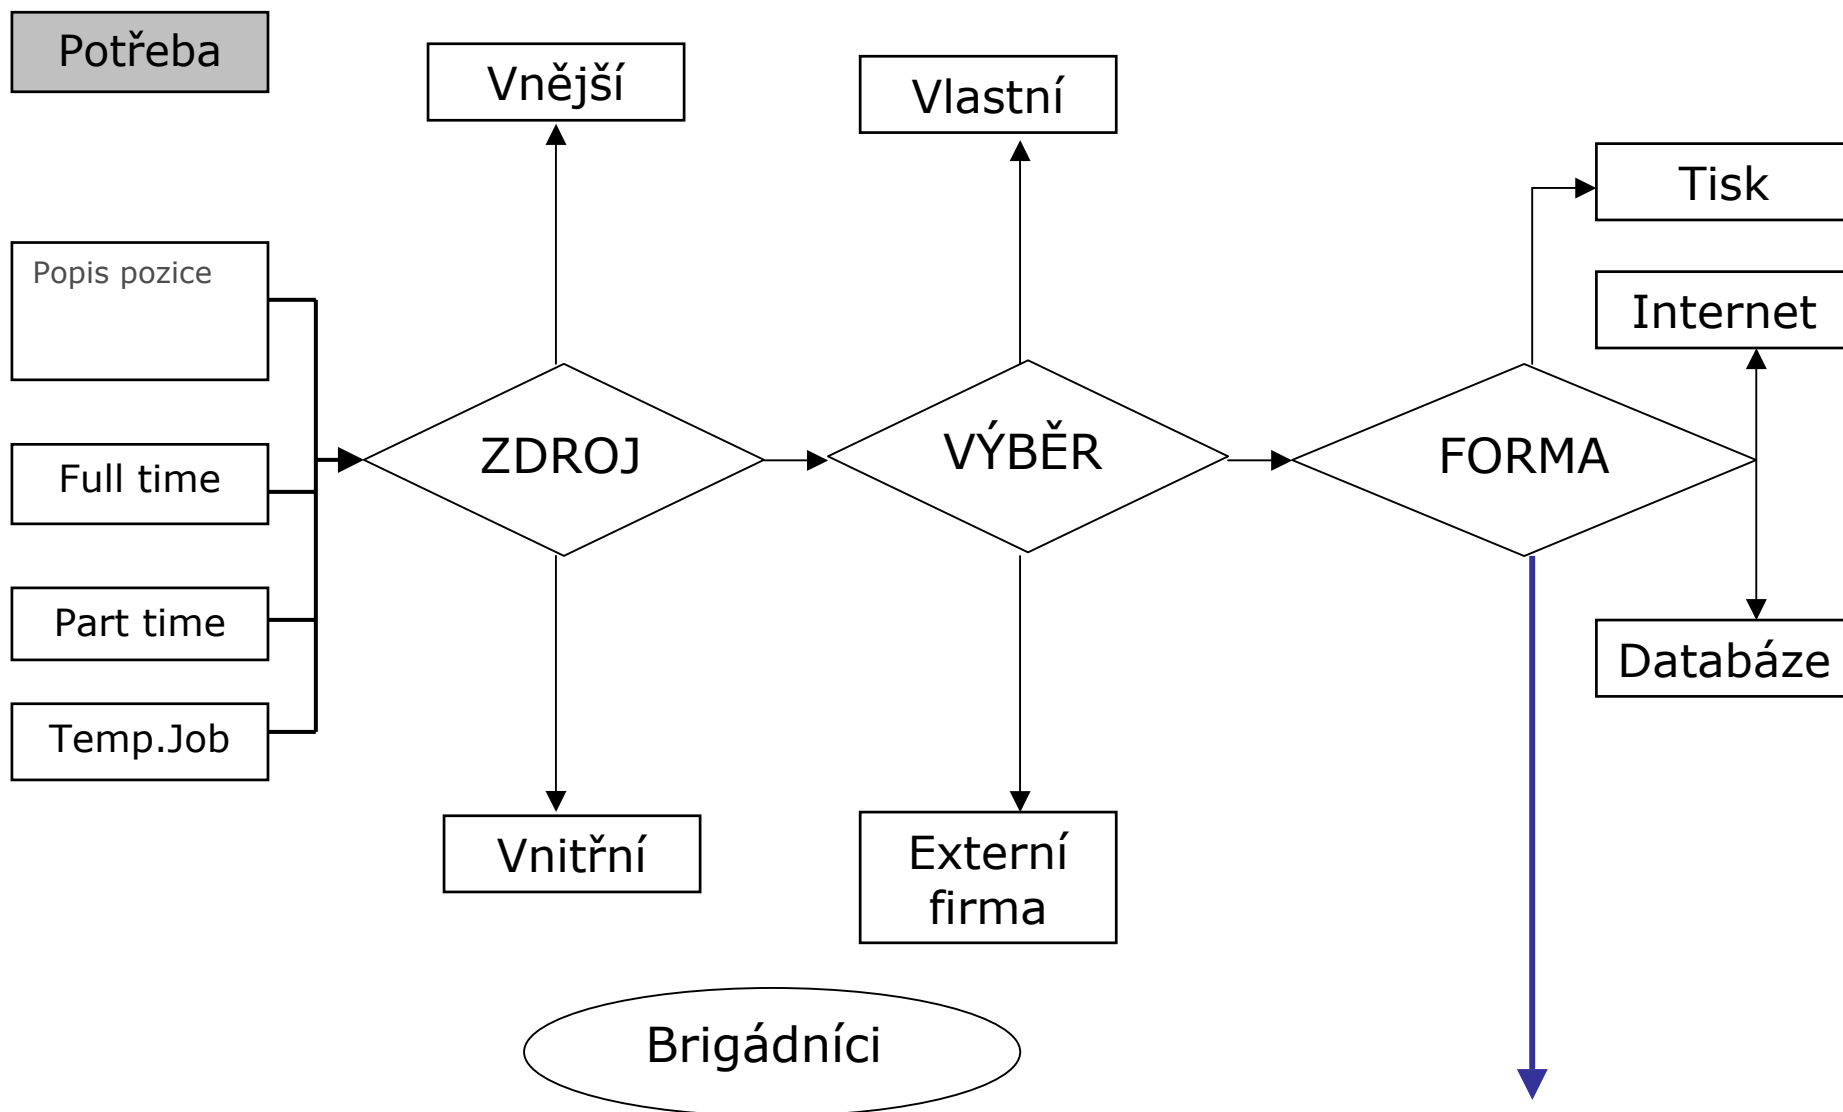 Potřeba
Vnější
Vlastní
Tisk
Popis pozice
Internet
ZDROJ
VÝBĚR
FORMA
Full time
Part time
Databáze
Temp.Job
Vnitřní
Externí
firma
Brigádníci